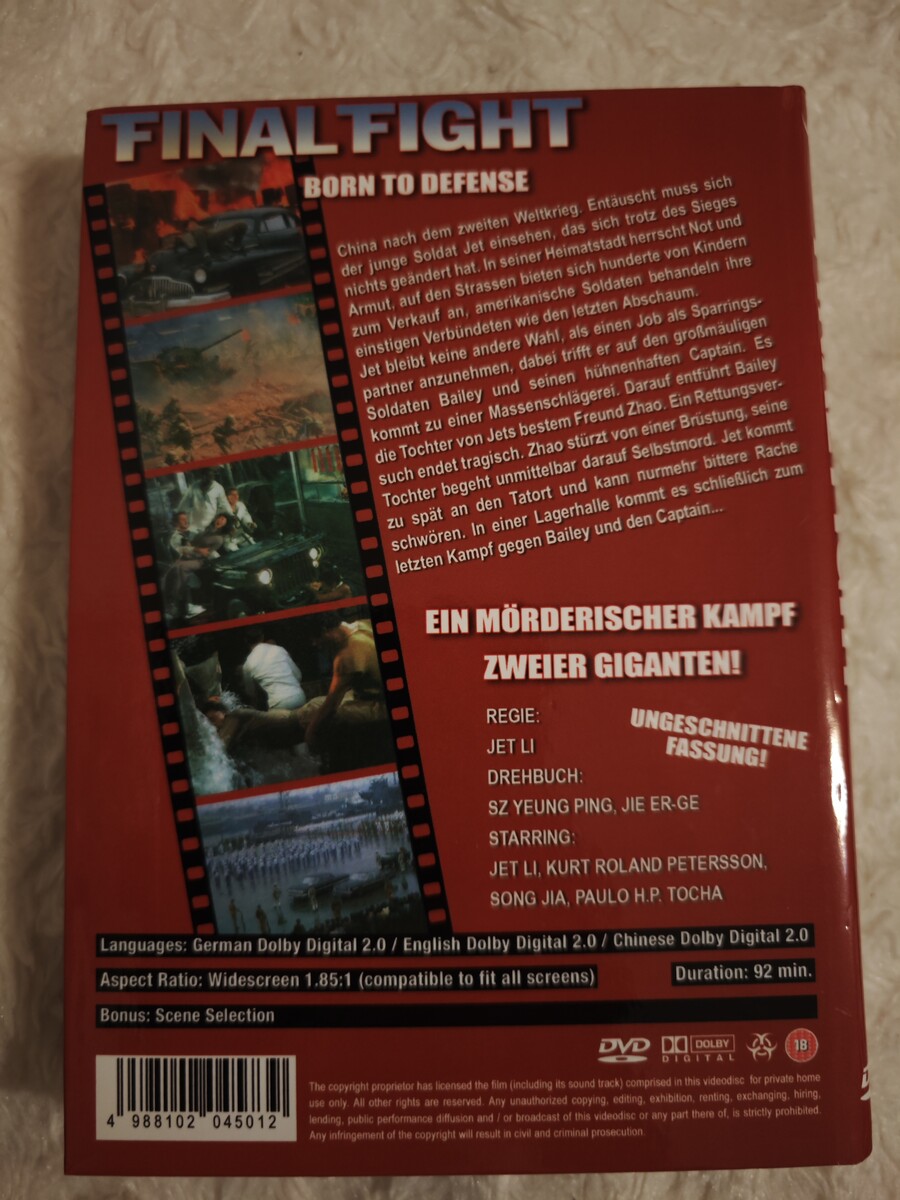 FINAL FIGHT
BORN TO DEFENSE
China nach dem zweiten Weltkrieg. Entäuscht muss sich
der junge Soldat Jet einsehen, das sich trotz des Sieges
nichts geändert hat. In seiner Heimatstadt herrscht Not und
Armut, auf den Strassen bieten sich hunderte von Kindern
zum Verkauf an, amerikanische Soldaten behandeln ihre
einstigen Verbündeten wie den letzten Abschaum.
Jet bleibt keine andere Wahl, als einen Job als Sparrings-
partner anzunehmen, dabei trifft er auf den großmäuligen
Soldaten Bailey und seinen hühnenhaften Captain. Es
kommt zu einer Massenschlägerei. Darauf entführt Bailey
die Tochter von Jets bestem Freund Zhao. Ein Rettungsver-
such endet tragisch. Zhao stürzt von einer Brüstung, seine
Tochter begeht unmittelbar darauf Selbstmord. Jet kommt
zu spät an den Tatort und kann nurmehr bittere Rache
schwören. In einer Lagerhalle kommt es schließlich zum
letzten Kampf gegen Bailey und den Captain...
EIN MÖRDERISCHER KAMPF
ZWEIER GIGANTEN!
UNGESCHNITTENE
FASSUNG!
REGIE:
JET LI
DREHBUCH:
SZ YEUNG PING, JIE ER-GE
STARRING:
JET LI, KURT ROLAND PETERSSON,
SONG JIA, PAULO H.P. TOCHA
Languages: German Dolby Digital 2.0 / English Dolby Digital 2.0 / Chinese Dolby Digital 2.0
Aspect Ratio: Widescreen 1.85:1 (compatible to fit all screens)
Duration: 92 min.
Bonus: Scene Selection
DVD
DOLBY
DIGITAL
18
4 988102 045012
The copyright proprietor has licensed the film (including its sound track) comprised in this videodisc for private home
use only. All other rights are reserved. Any unauthorized copying, editing, exhibition, renting, exchanging, hiring,
lending, public performance diffusion and / or broadcast of this videodisc or any part there of, is strictly prohibited.
Any infringement of the copyright will result in civil and criminal prosecution.